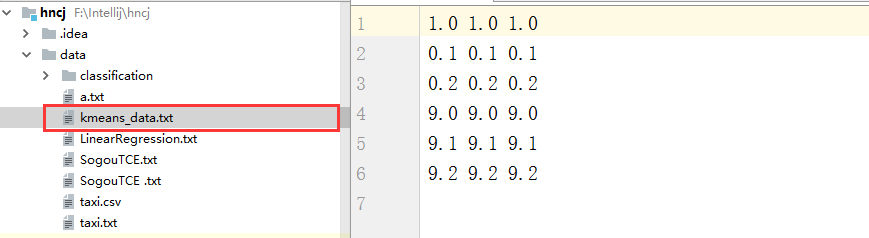 hncj F:\Intellij\hncj
.idea
data
classification
a.txt
kmeans_data.txt
LinearRegression.txt
SogouTCE.txt
SogouTCE .txt
taxi.csv
taxi.txt
1 1.0 1.0 1.0
2 0.1 0.1 0.1
3 0.2 0.2 0.2
4 9.0 9.0 9.0
5 9.1 9.1 9.1
6 9.2 9.2 9.2
7